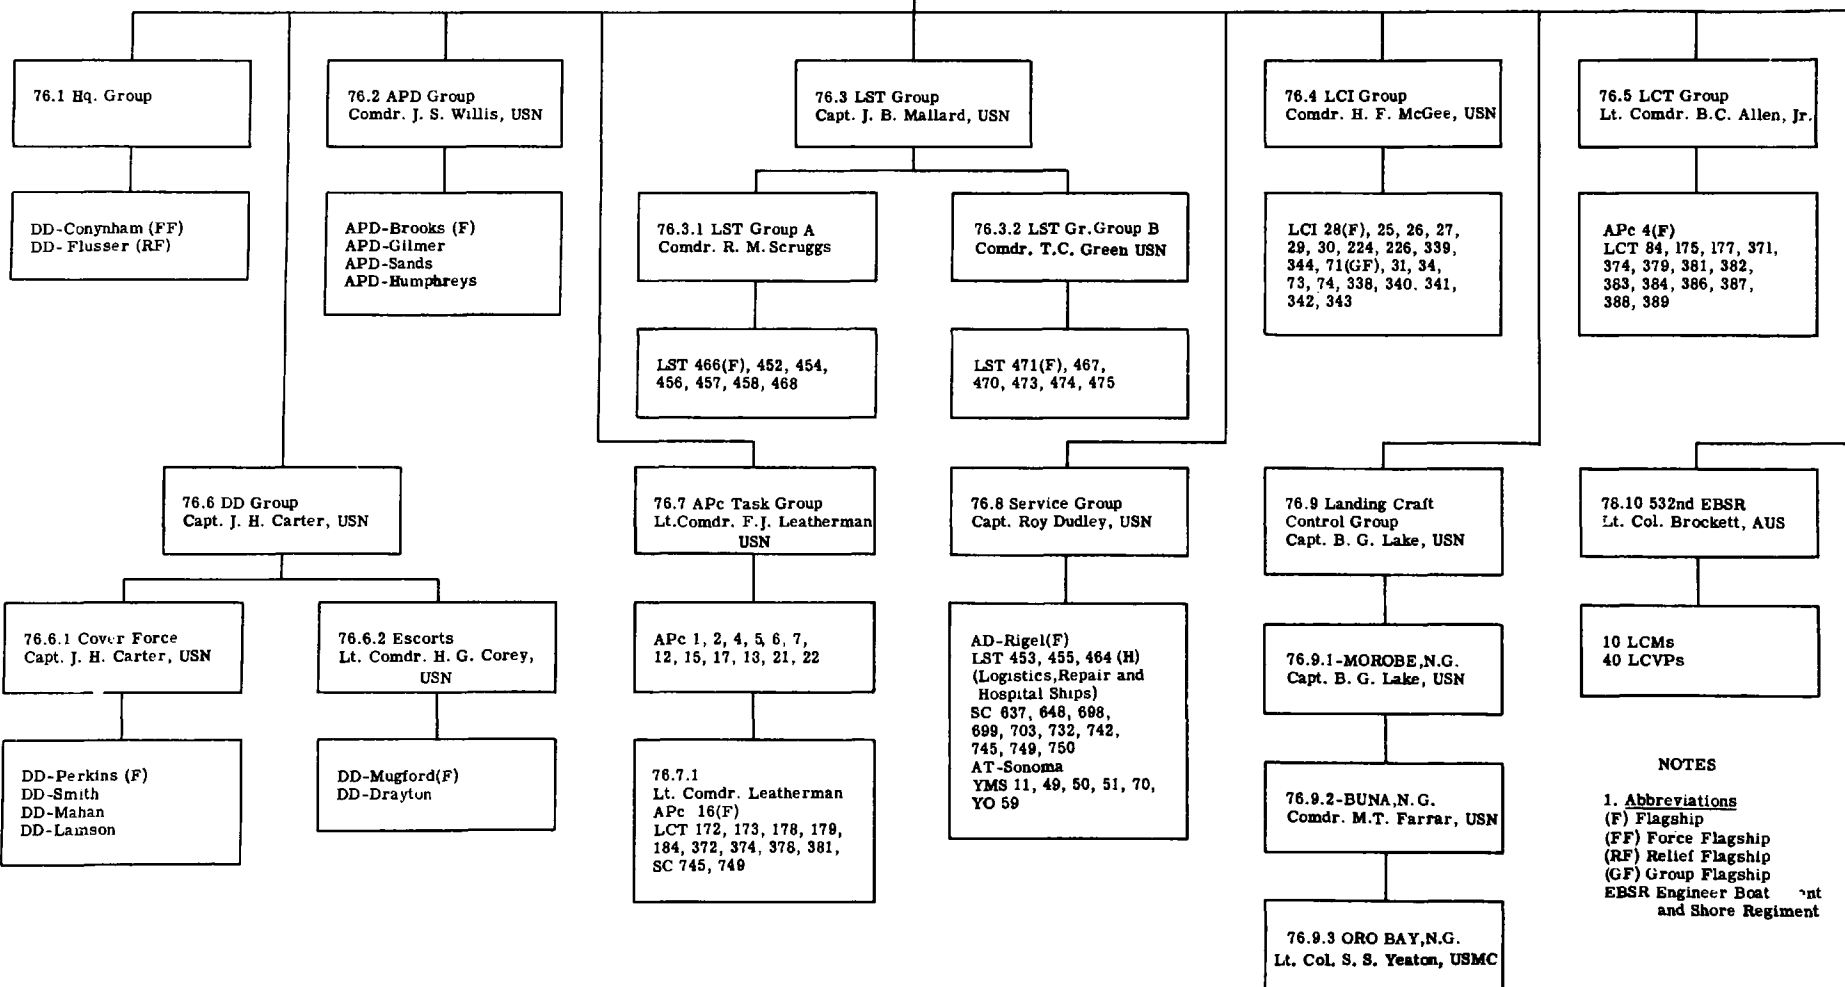 76.1 Hq. Group
DD-Conynham (FF)
DD- Flusser (RF)
76.2 APD Group
Comdr. J. S. Willis, USN
APD-Brooks (F)
APD-Gilmer
APD-Sands
APD-Humphreys
76.3 LST Group
Capt. J. B. Mallard, USN
76.3.1 LST Group A
Comdr. R. M. Scruggs
LST 466(F), 452, 454,
456, 457, 458, 468
76.3.2 LST Gr. Group B
Comdr. T.C. Green USN
LST 471(F), 467,
470, 473, 474, 475
76.4 LCI Group
Comdr. H. F. McGee, USN
LCI 28(F), 25, 26, 27,
29, 30, 224, 226, 339,
344, 71(GF), 31, 34,
73, 74, 338, 340. 341,
342, 343
76.5 LCT Group
Lt. Comdr. B.C. Allen, Jr.
APc 4(F)
LCT 84, 175, 177, 371,
374, 379, 381, 382,
383, 384, 386, 387,
388, 389
76.6 DD Group
Capt. J. H. Carter, USN
76.6.1 Cover Force
Capt. J. H. Carter, USN
DD-Perkins (F)
DD-Smith
DD-Mahan
DD-Lamson
76.6.2 Escorts
Lt. Comdr. H. G. Corey,
USN
DD-Mugford(F)
DD-Drayton
76.7 APc Task Group
Lt.Comdr. F.J. Leatherman
USN
APc 1, 2, 4, 5, 6, 7,
12, 15, 17, 13, 21, 22
76.7.1
Lt. Comdr. Leatherman
APc 16(F)
LCT 172, 173, 178, 179,
184, 372, 374, 378, 381,
SC 745, 749
76.8 Service Group
Capt. Roy Dudley, USN
AD-Rigel(F)
LST 453, 455, 464 (H)
(Logistics,Repair and
Hospital Ships)
SC 637, 648, 698,
699, 703, 732, 742,
745, 749, 750
AT-Sonoma
YMS 11, 49, 50, 51, 70,
YO 59
76.9 Landing Craft
Control Group
Capt. B. G. Lake, USN
76.9.1-MOROBE,N.G.
Capt. B. G. Lake, USN
76.9.2-BUNA,N.G.
Comdr. M.T. Farrar, USN
76.9.3 ORO BAY,N.G.
Lt. Col. S. S. Yeaton, USMC
76.10 532nd EBSR
Lt. Col. Brockett, AUS
10 LCMs
40 LCVPs
NOTES
1. Abbreviations
(F) Flagship
(FF) Force Flagship
(RF) Relief Flagship
(GF) Group Flagship
EBSR Engineer Boat
and Shore Regiment